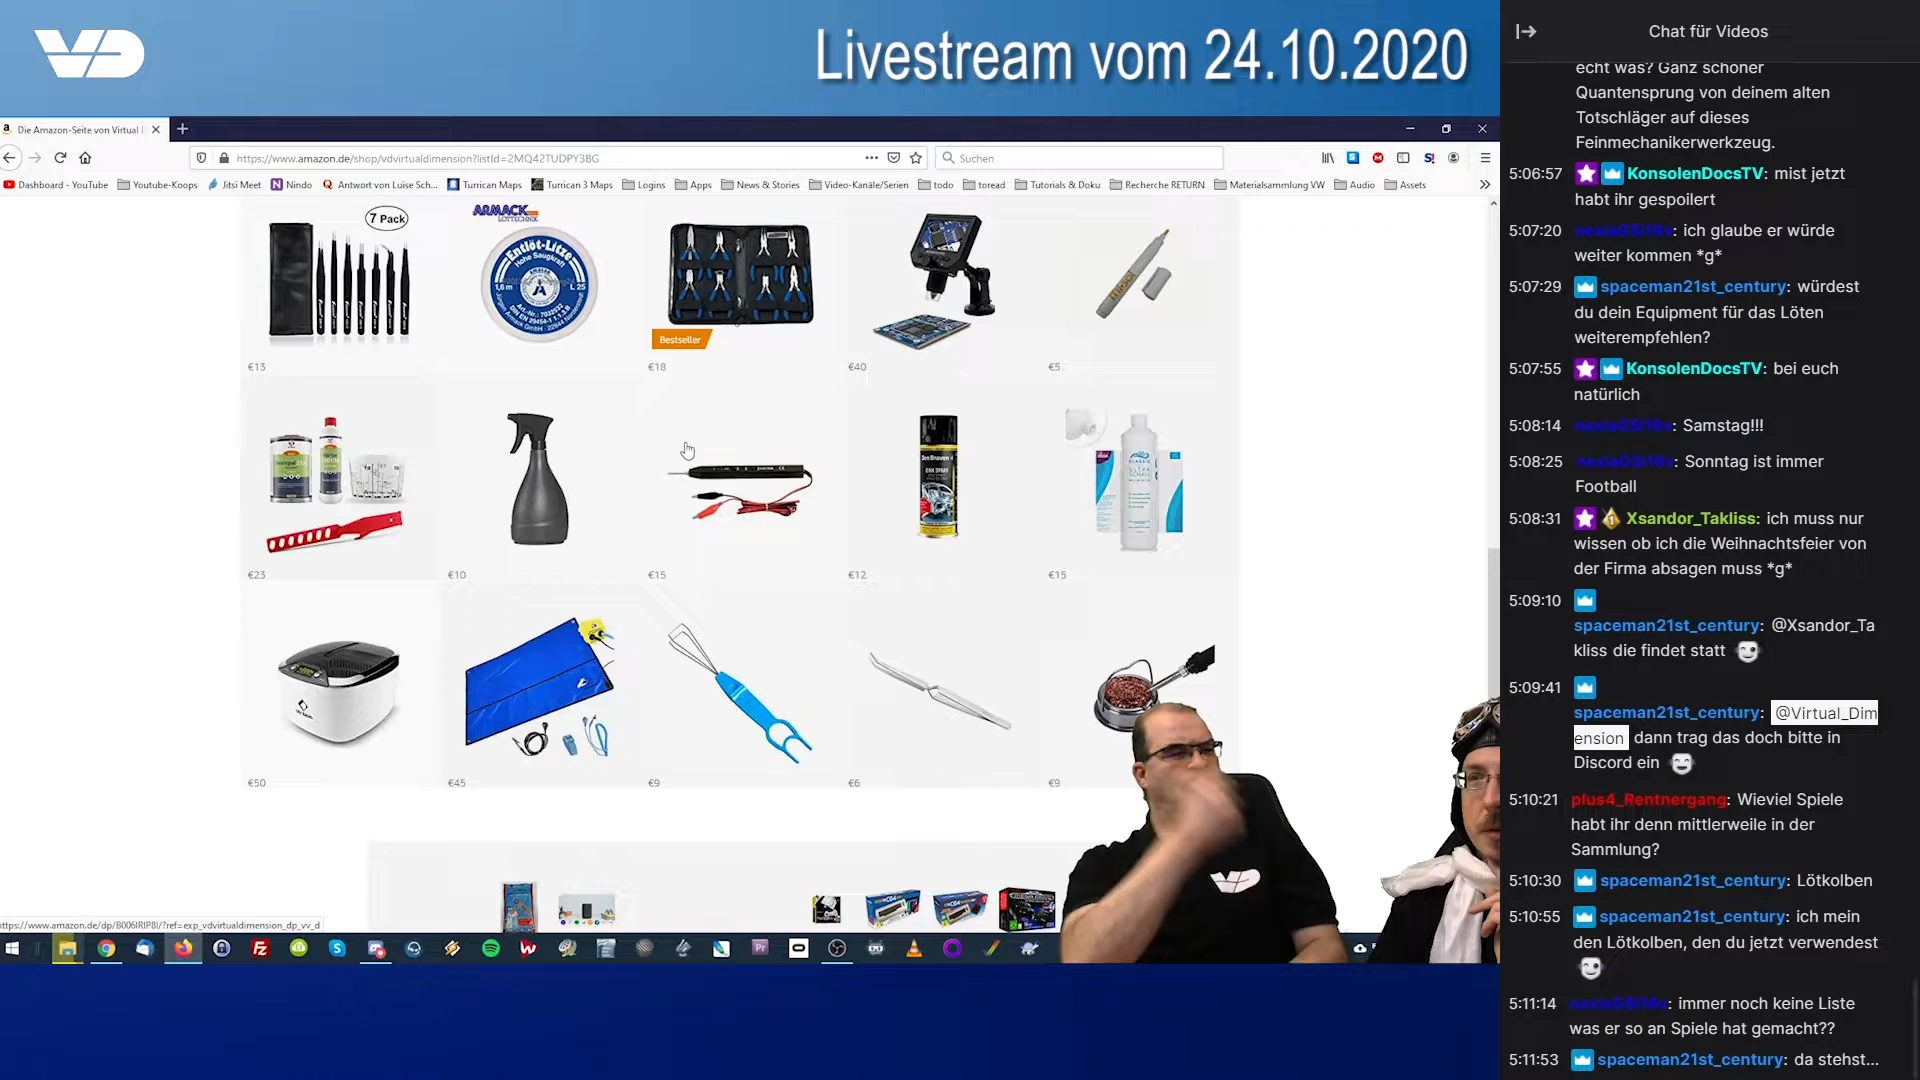 VD
Livestream vom 24.10.2020
Die Amazon-Seite von Virtual
https://www.amazon.de/shop/vdvirtualdimension?listId=2MQ42TUDPY3BG
Suchen
Dashboard - YouTube
Youtube-Koops
Jitsi Meet
Nindo
Antwort von Luise Sch...
Turrican Maps
Turrican 3 Maps
Logins
Apps
News & Stories
Video-Kanäle/Serien
todo
toread
Tutorials & Doku
Recherche RETURN
Materialsammlung VW
Audio
Assets
7 Pack
ARMACK
LÖTTECHNIK
Entlöt-Litze
Hohe Saugkraft
1,6 m
L 25
Bestseller
€13
€18
€40
€5
€23
€10
€15
€12
€15
€50
€45
€9
€6
€9
https://www.amazon.de/dp/B006IRIP8I/?ref=exp_vdvirtualdimension_dp_vv_d
Chat für Videos
echt was? Ganz schöner
Quantensprung von deinem alten
Totschläger auf dieses
Feinmechanikerwerkzeug.
5:06:57 KonsolenDocsTV: mist jetzt
habt ihr gespoilert
5:07:20 nexiaGSI16v: ich glaube er würde
weiter kommen *g*
5:07:29 spaceman21st_century: würdest
du dein Equipment für das Löten
weiterempfehlen?
5:07:55 KonsolenDocsTV: bei euch
natürlich
5:08:14 nexiaGSI16v: Samstag!!!
5:08:25 nexiaGSI16v: Sonntag ist immer
Football
5:08:31 Xsandor_Takliss: ich muss nur
wissen ob ich die Weihnachtsfeier von
der Firma absagen muss *g*
5:09:10
spaceman21st_century: @Xsandor_Ta
kliss die findet statt
5:09:41
spaceman21st_century: @Virtual_Dim
ension dann trag das doch bitte in
Discord ein
5:10:21 plus4_Rentnergang: Wieviel Spiele
habt ihr denn mittlerweile in der
Sammlung?
5:10:30 spaceman21st_century: Lötkolben
5:10:55 spaceman21st_century: ich mein
den Lötkolben, den du jetzt verwendest
5:11:14 nexiaGSI16v: immer noch keine Liste
was er so an Spiele hat gemacht??
5:11:53 spaceman21st_century: da stehst...